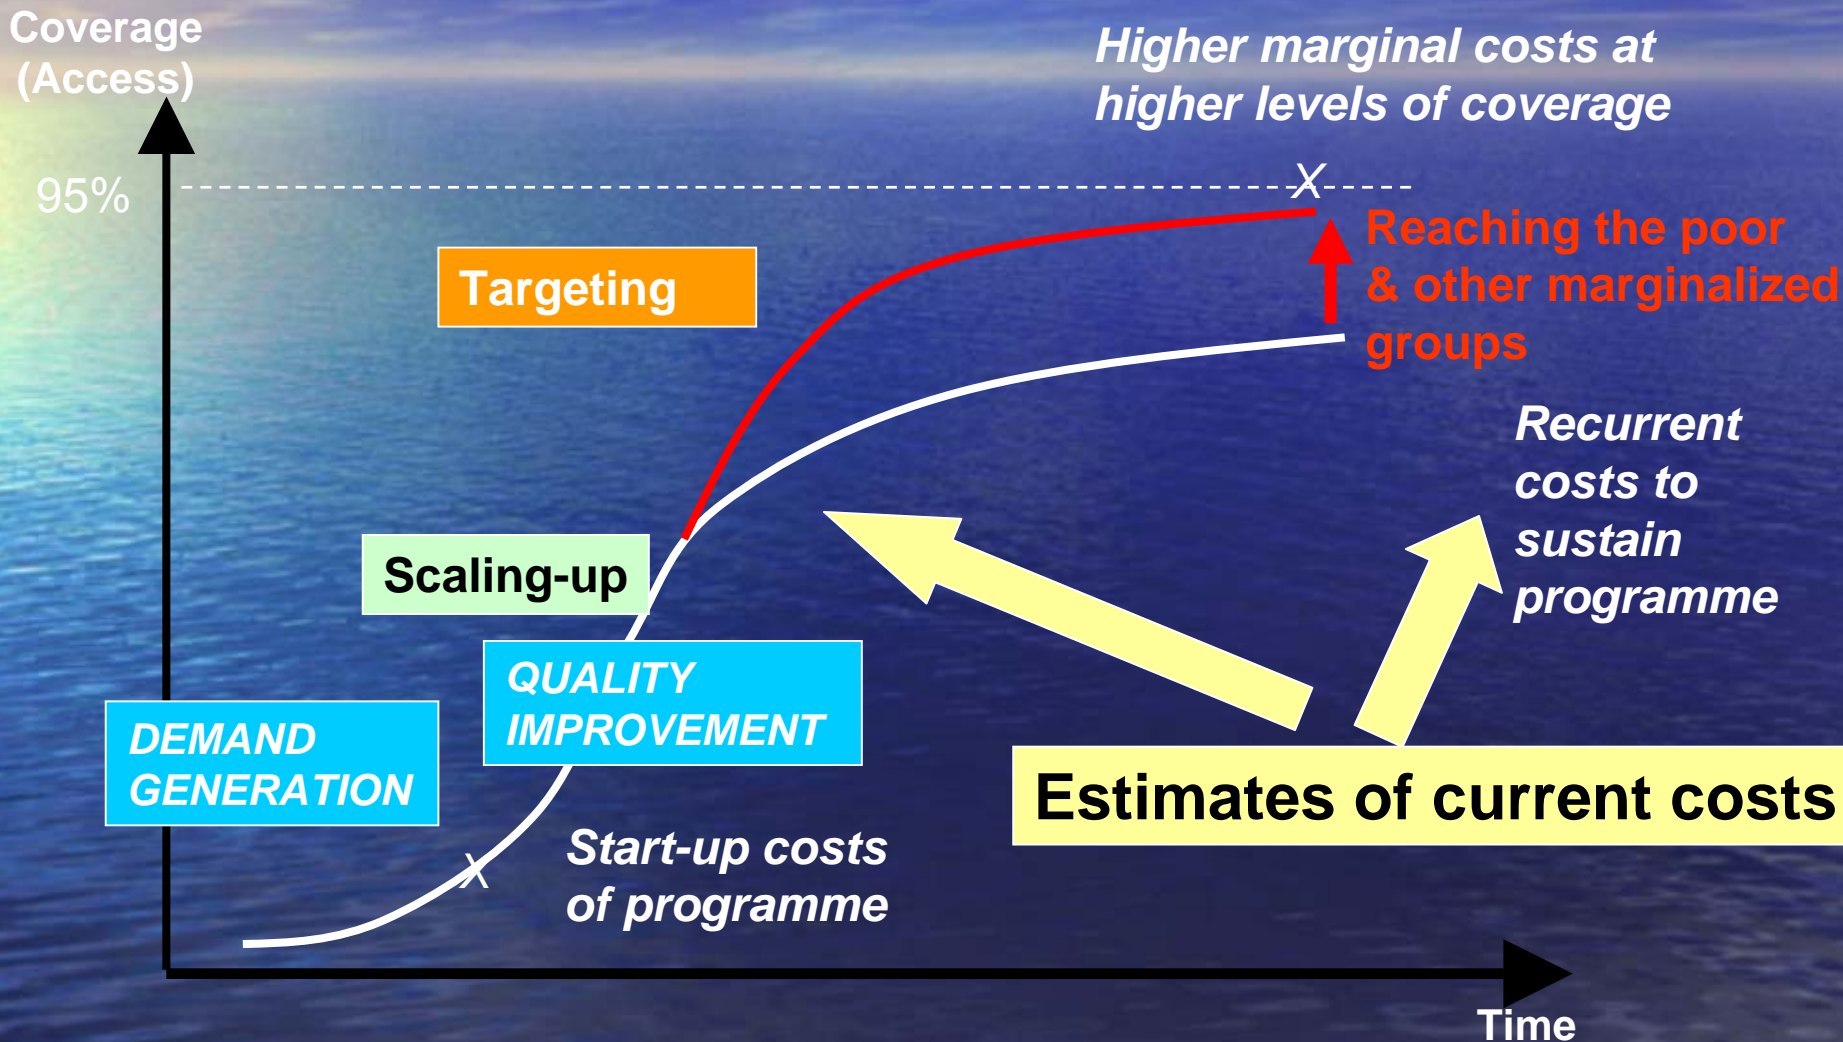 Coverage
(Access)
Higher marginal costs at
higher levels of coverage
95%
X
Reaching the poor
& other marginalized
groups
Targeting
Recurrent
costs to
sustain
programme
Scaling-up
QUALITY
IMPROVEMENT
DEMAND
GENERATION
Estimates of current costs
X
Start-up costs
of programme
Time